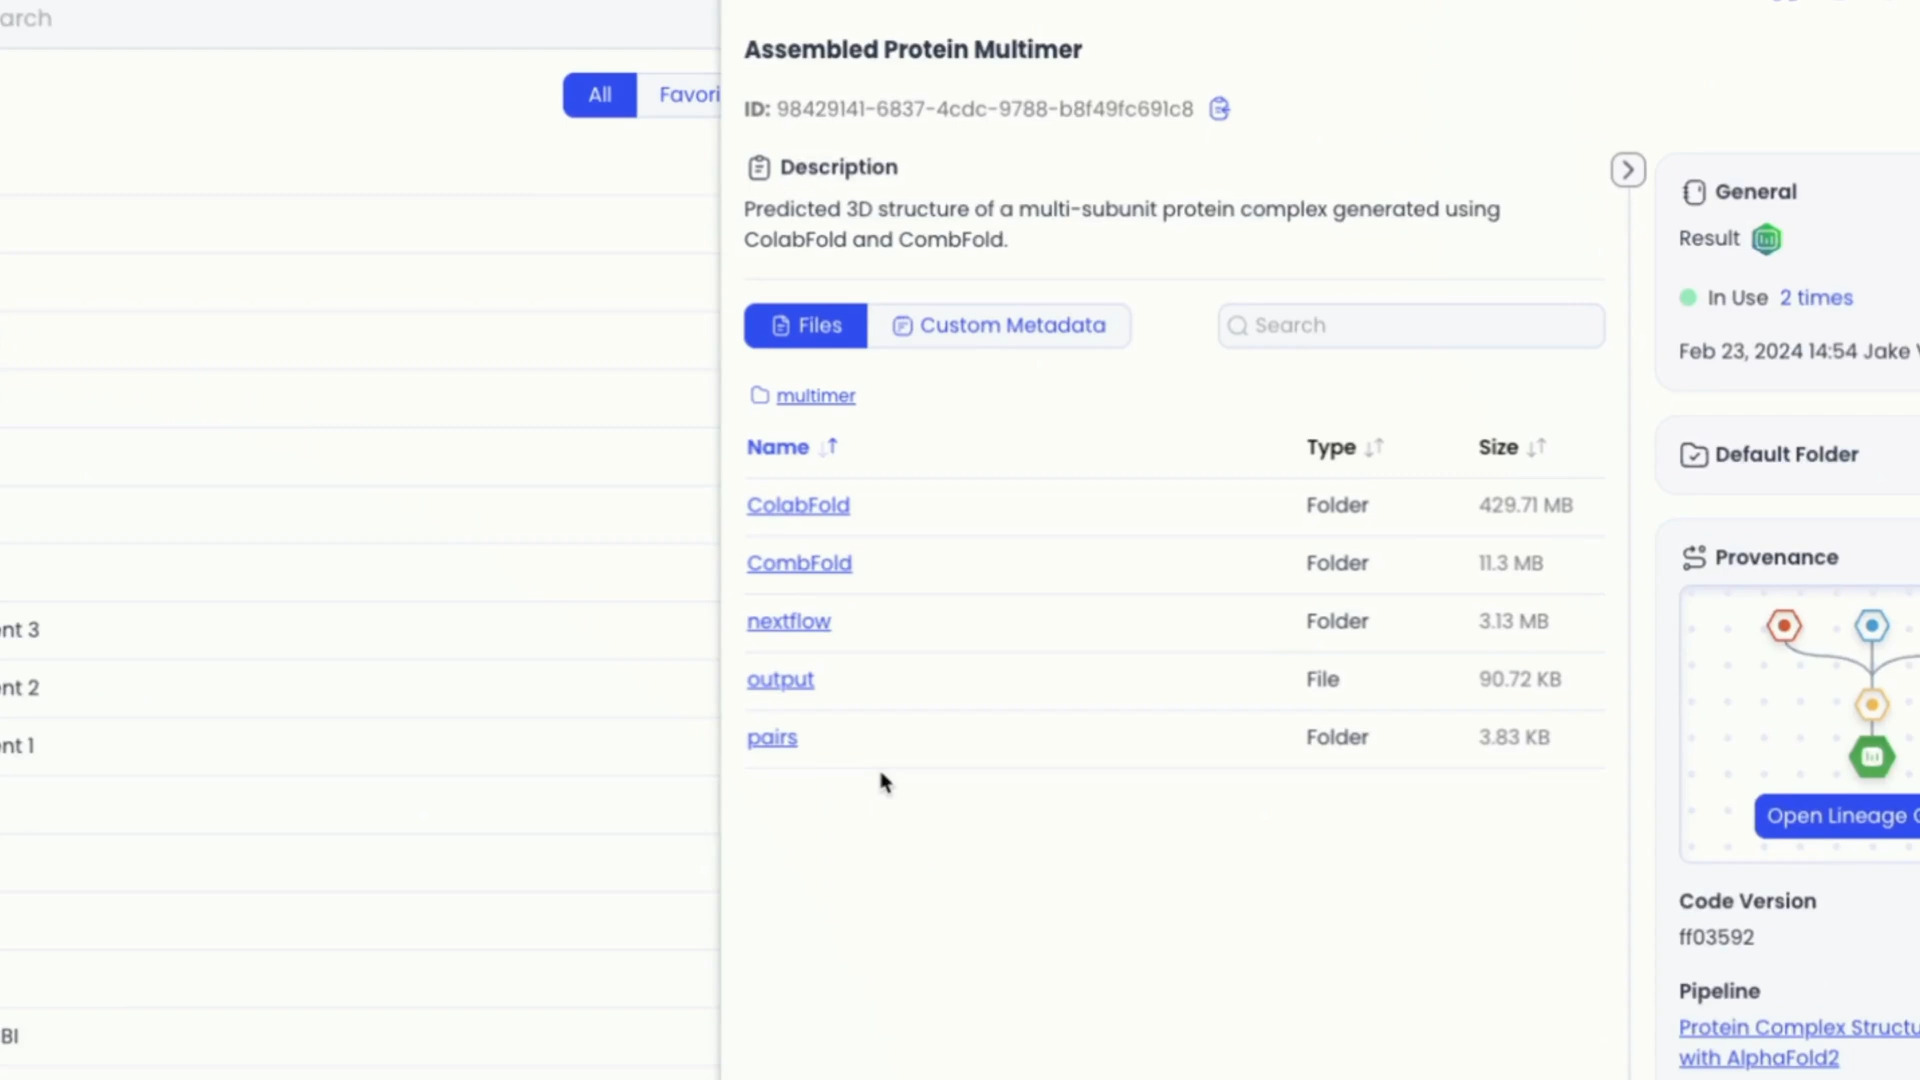 arch
All
Favori
nt 3
nt 2
nt 1
BI
Assembled Protein Multimer
ID: 98429141-6837-4cdc-9788-b8f49fc691c8
Description
Predicted 3D structure of a multi-subunit protein complex generated using
ColabFold and CombFold.
Files
Custom Metadata
Search
multimer
Name Type Size
ColabFold Folder 429.71 MB
CombFold Folder 11.3 MB
nextflow Folder 3.13 MB
output File 90.72 KB
pairs Folder 3.83 KB
General
Result
In Use 2 times
Feb 23, 2024 14:54 Jake
Default Folder
Provenance
Open Lineage
Code Version
ff03592
Pipeline
Protein Complex Structu
with AlphaFold2